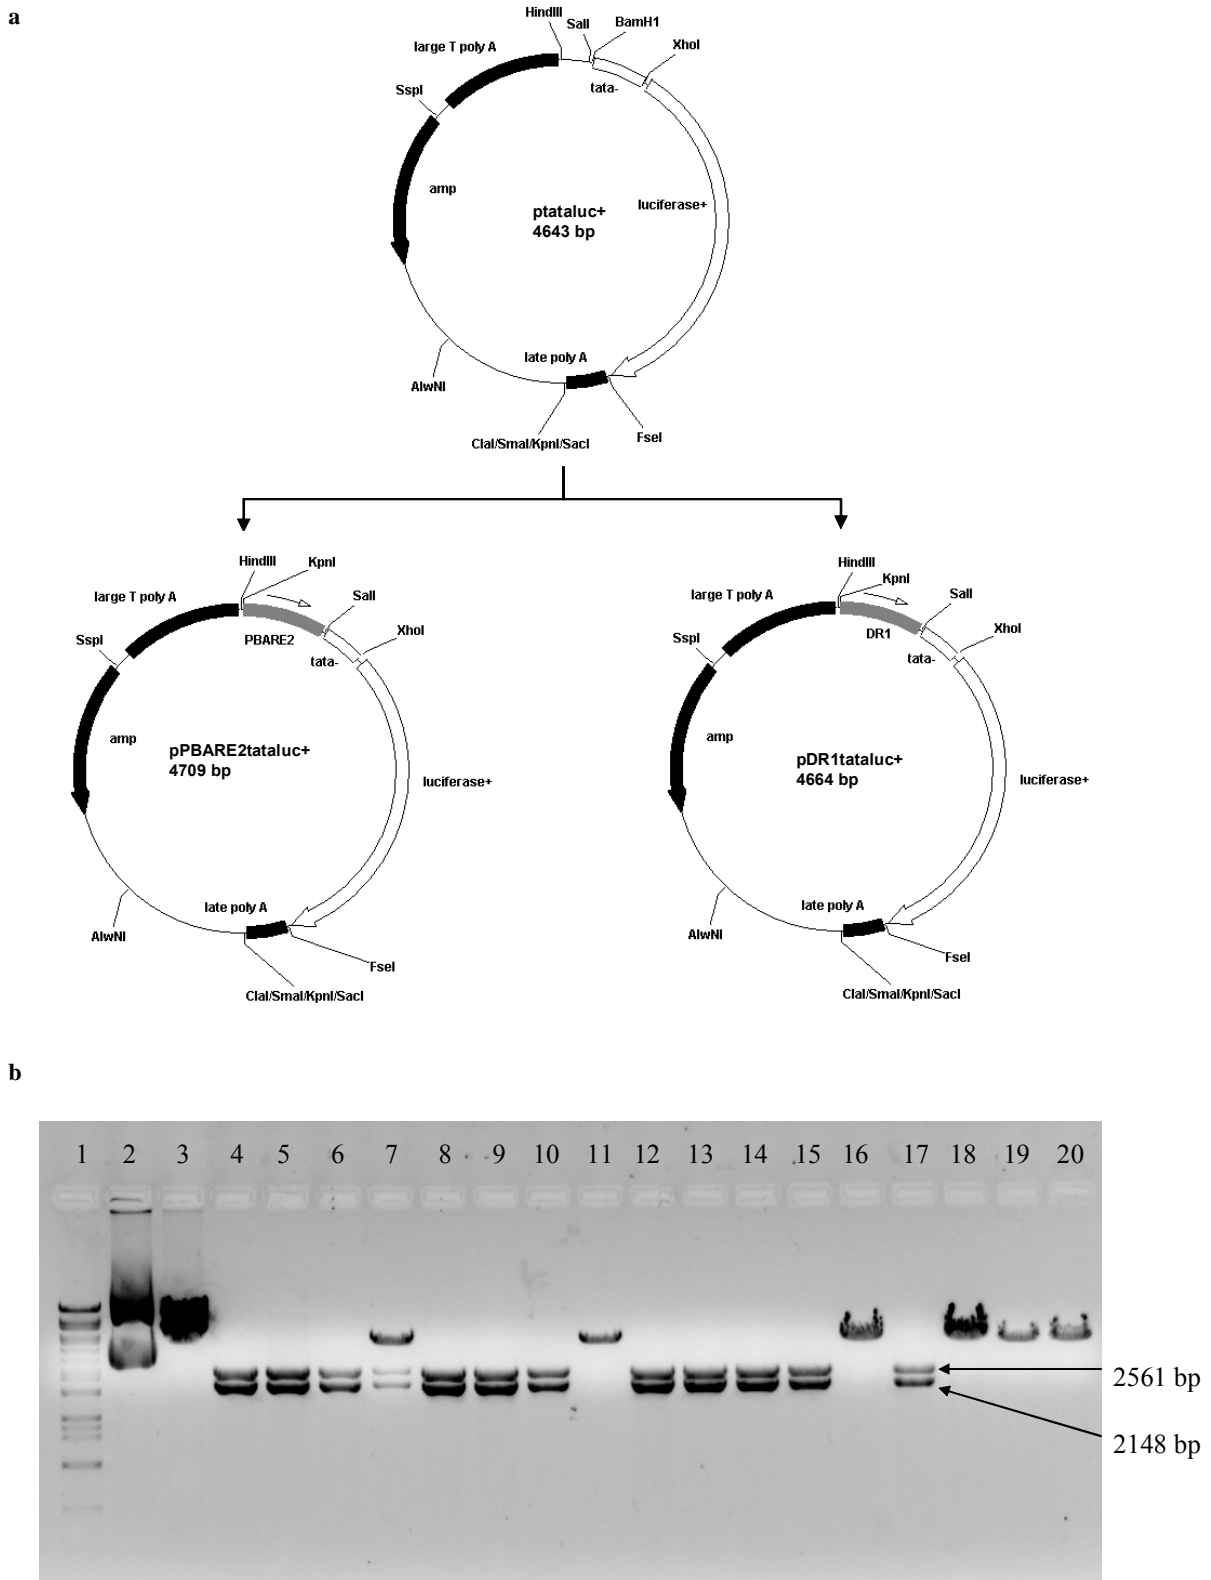 a
HindIII
SalI
BamH1
XhoI
large T poly A
tata-
SspI
amp
luciferase+
ptataluc+
4643 bp
late poly A
AlwNI
FseI
ClaI/SmaI/KpnI/SacI
HindIII
KpnI
SalI
XhoI
large T poly A
PBARE2
tata-
SspI
amp
pPBARE2tataluc+
4709 bp
luciferase+
late poly A
AlwNI
FseI
ClaI/SmaI/KpnI/SacI
HindIII
KpnI
SalI
XhoI
large T poly A
DR1
tata-
SspI
amp
pDR1tataluc+
4664 bp
luciferase+
late poly A
AlwNI
FseI
ClaI/SmaI/KpnI/SacI
b
1 2 3 4 5 6 7 8 9 10 11 12 13 14 15 16 17 18 19 20
2561 bp
2148 bp